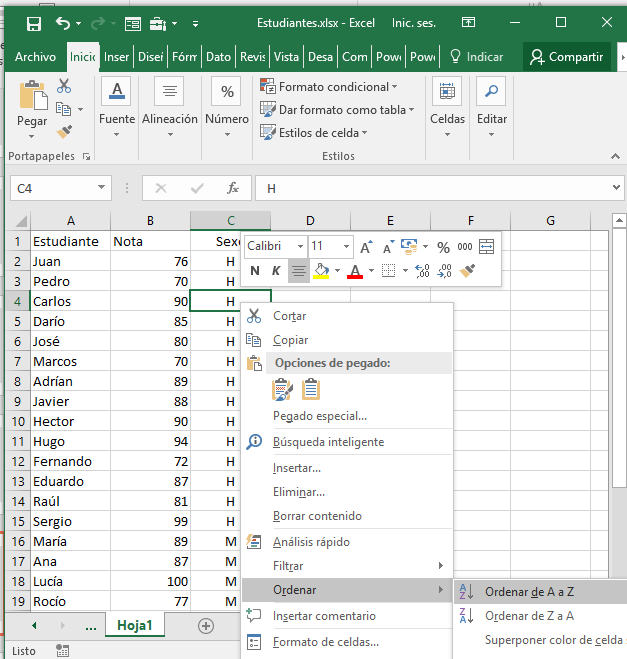 Estudiantes.xlsx - Excel Inic. ses.
Archivo Inicio Inser Diseí Fórm Dato Revis Vista Desa Com Powe Powe Indicar Compartir
Pegar Fuente Alineación Número Formato condicional Celdas Editar
Dar formato como tabla
Estilos de celda
Portapapeles Estilos
C4 fx H
A B C D E F G
1 Estudiante Nota Sexo
2 Juan 76 H
3 Pedro 70 H
4 Carlos 90 H
5 Darío 85 H
6 José 80 H
7 Marcos 70 H
8 Adrían 89 H
9 Javier 88 H
10 Hector 90 H
11 Hugo 94 H
12 Fernando 72 H
13 Eduardo 87 H
14 Raúl 81 H
15 Sergio 99 H
16 María 89 M
17 Ana 87 M
18 Lucía 100 M
19 Rocío 77 M
Calibri 11 A A % 000
N K A ,00 ,00
Cortar
Copiar
Opciones de pegado:
Pegado especial...
Búsqueda inteligente
Insertar...
Eliminar...
Borrar contenido
Análisis rápido
Filtrar
Ordenar
Insertar comentario
Formato de celdas...
Ordenar de A a Z
Ordenar de Z a A
Superponer color de celda
... Hoja1
Listo